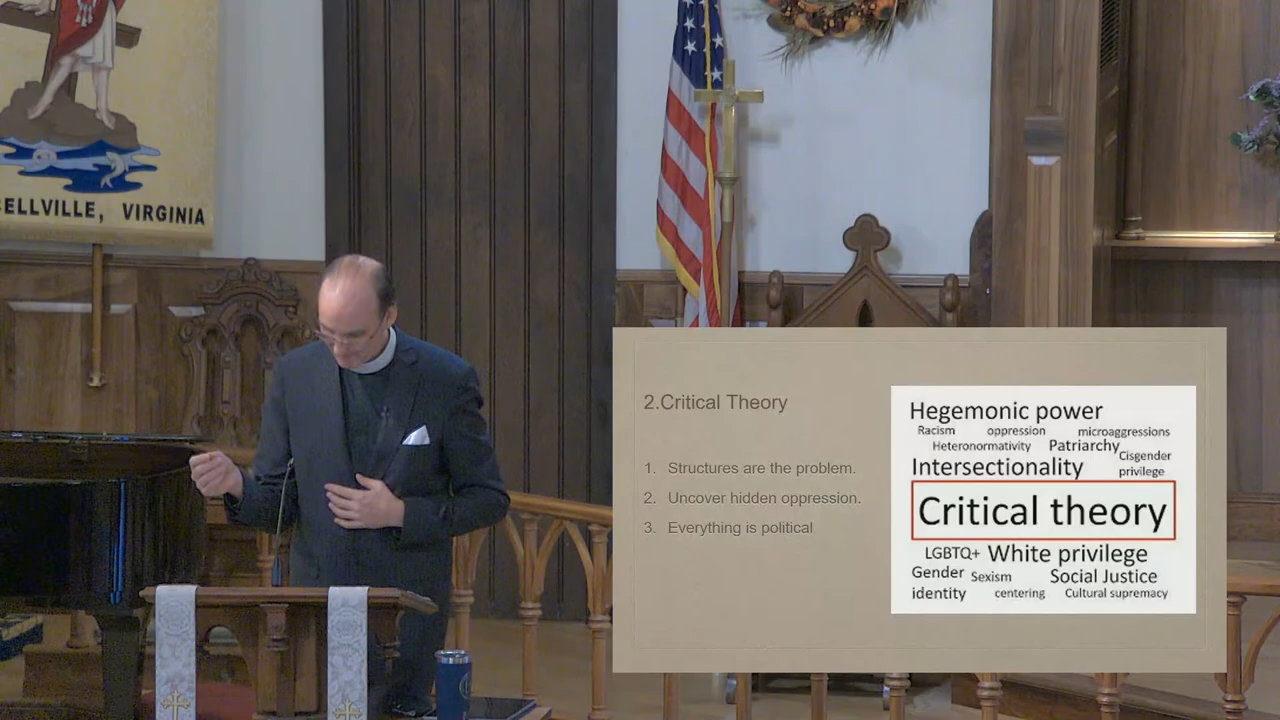 ELLVILLE, VIRGINIA
2.Critical Theory
1. Structures are the problem.
2. Uncover hidden oppression.
3. Everything is political
Hegemonic power
Racism oppression microaggressions
Heteronormativity Patriarchy
Cisgender
Intersectionality
privilege
Critical theory
LGBTQ+ White privilege
Gender Sexism Social Justice
identity centering Cultural supremacy